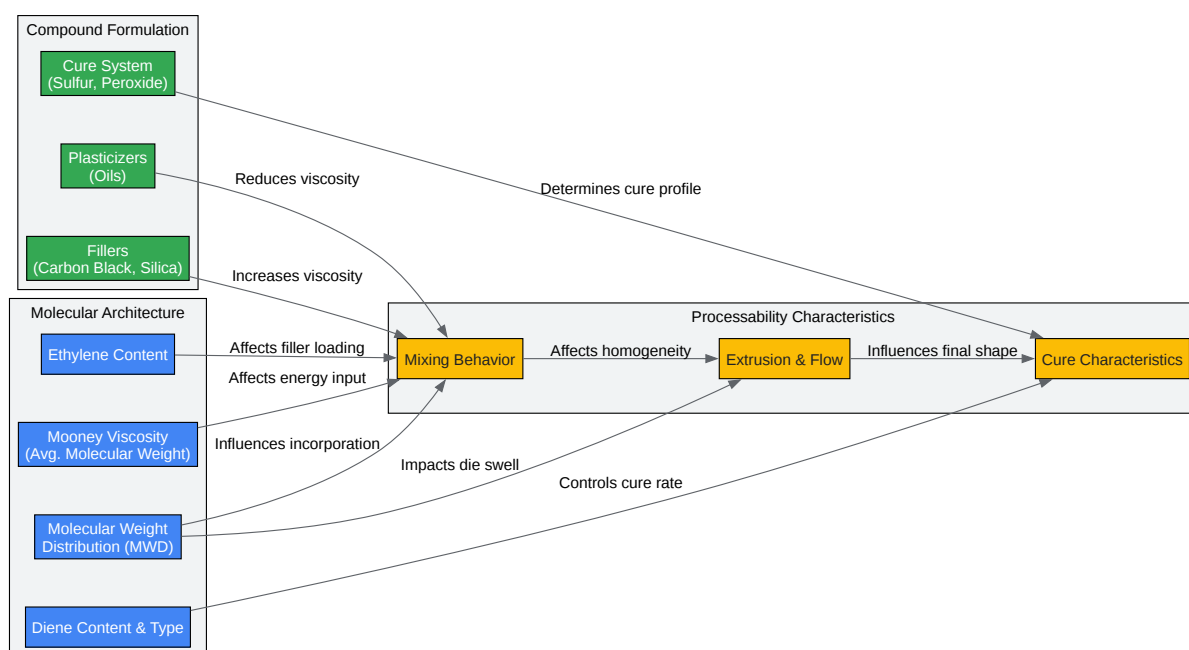 Compound Formulation
Cure System
(Sulfur, Peroxide)
Plasticizers
(Oils)
Fillers
(Carbon Black, Silica)
Reduces viscosity
Increases viscosity
Determines cure profile
Molecular Architecture
Ethylene Content
Mooney Viscosity
(Avg. Molecular Weight)
Molecular Weight
Distribution (MWD)
Diene Content & Type
Affects filler loading
Affects energy input
Influences incorporation
Impacts die swell
Controls cure rate
Processability Characteristics
Mixing Behavior
Affects homogeneity
Extrusion & Flow
Influences final shape
Cure Characteristics